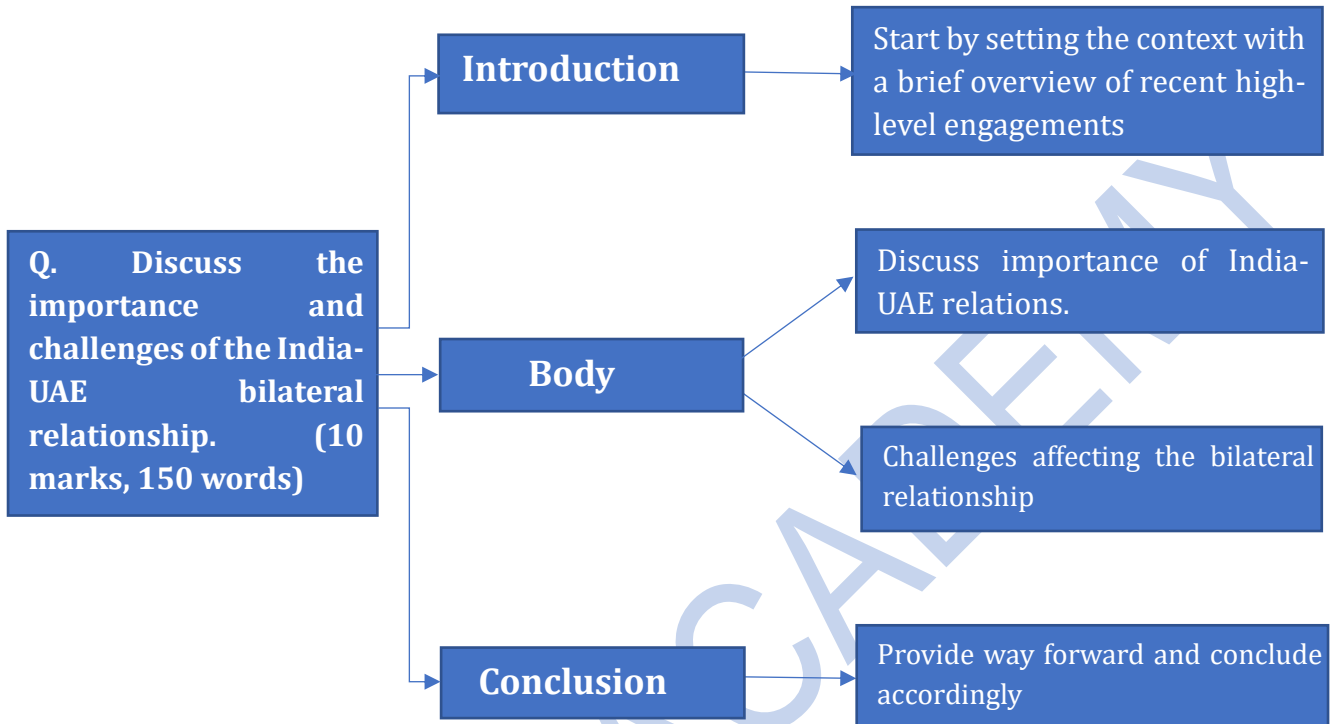 Q. Discuss the
importance and
challenges of the India-
UAE bilateral
relationship. (10
marks, 150 words)
Introduction
Start by setting the context with
a brief overview of recent high-
level engagements
Body
Discuss importance of India-
UAE relations.
Challenges affecting the bilateral
relationship
Conclusion
Provide way forward and conclude
accordingly
CADEMY